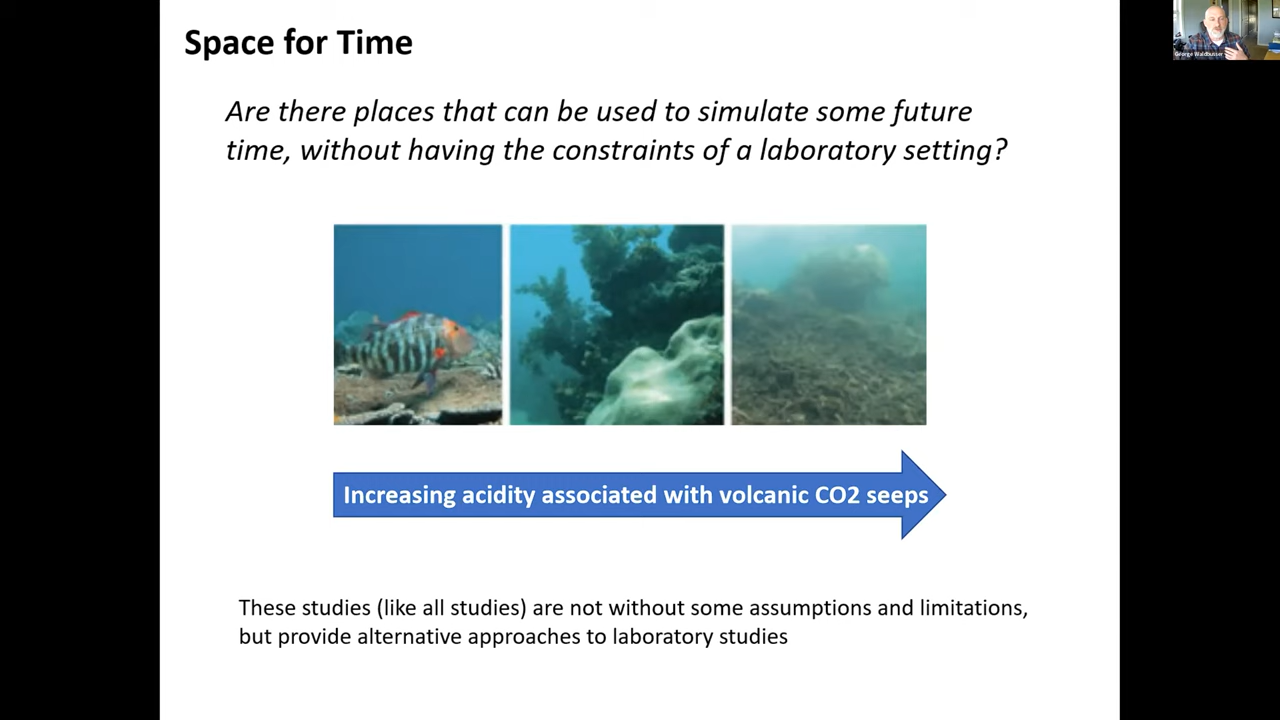 Space for Time
Are there places that can be used to simulate some future
time, without having the constraints of a laboratory setting?
Increasing acidity associated with volcanic CO2 seeps
These studies (like all studies) are not without some assumptions and limitations,
but provide alternative approaches to laboratory studies
George Waldbusser